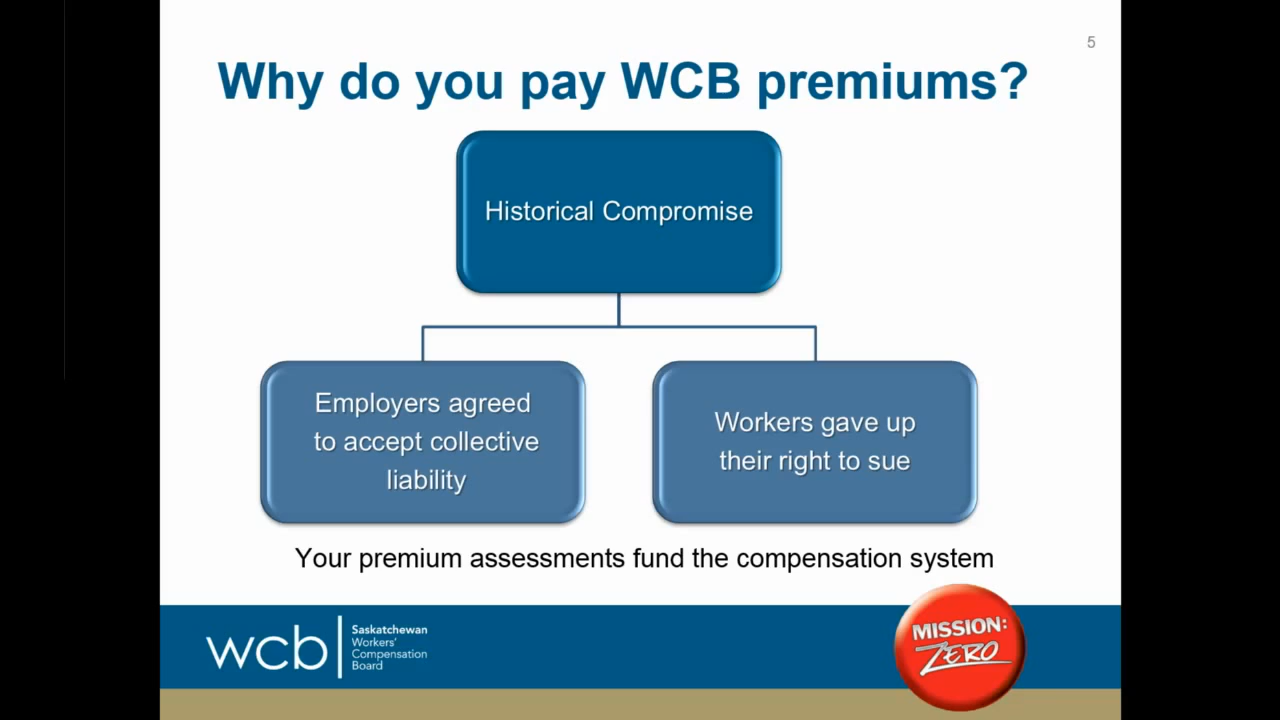 5
Why do you pay WCB premiums?
Historical Compromise
Employers agreed
to accept collective
liability
Workers gave up
their right to sue
Your premium assessments fund the compensation system
wcb
Saskatchewan
Workers'
Compensation
Board
MISSION:
ZERO